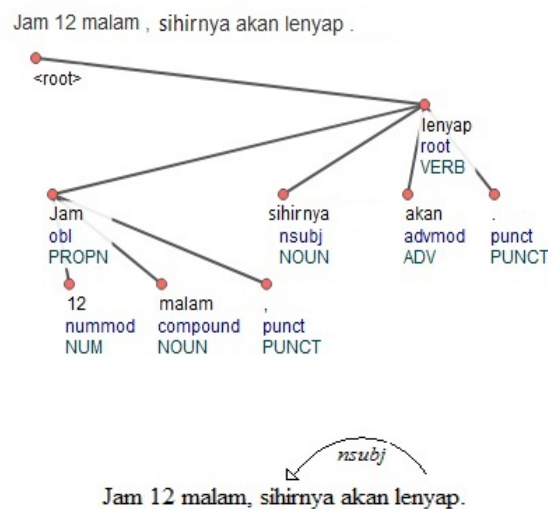 Jam 12 malam , sihirnya akan lenyap .
<root>
lenyap
root
VERB
Jam sihirnya akan .
obl nsubj advmod punct
PROPN NOUN ADV PUNCT
12 malam ,
nummod compound punct
NUM NOUN PUNCT
nsubj
Jam 12 malam, sihirnya akan lenyap.